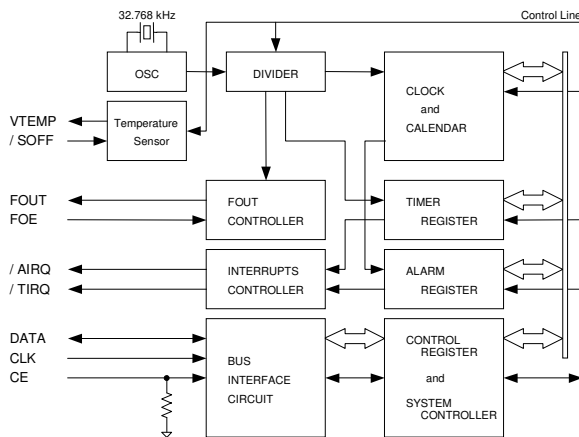 32.768 kHz
Control Line
OSC
DIVIDER
CLOCK
and
CALENDAR
VTEMP
/ SOFF
Temperature
Sensor
FOUT
FOE
FOUT
CONTROLLER
TIMER
REGISTER
/ AIRQ
/ TIRQ
INTERRUPTS
CONTROLLER
ALARM
REGISTER
DATA
CLK
CE
BUS
INTERFACE
CIRCUIT
CONTROL
REGISTER
and
SYSTEM
CONTROLLER